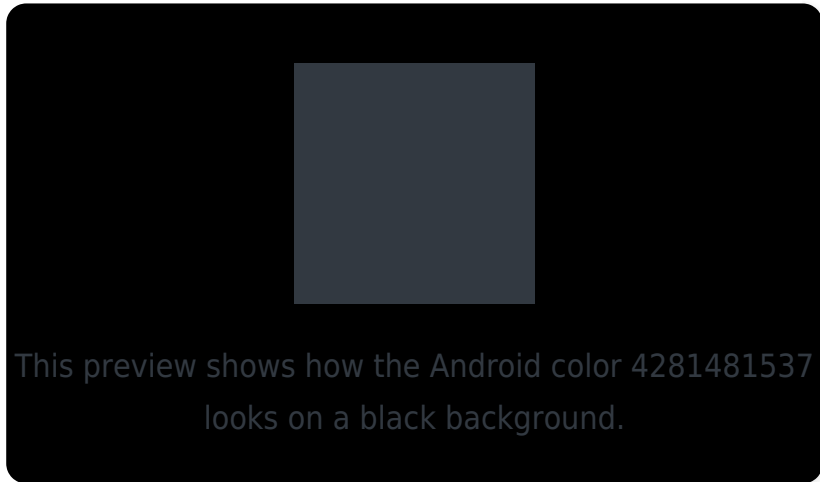 This preview shows how the Android color 4281481537
looks on a black background.